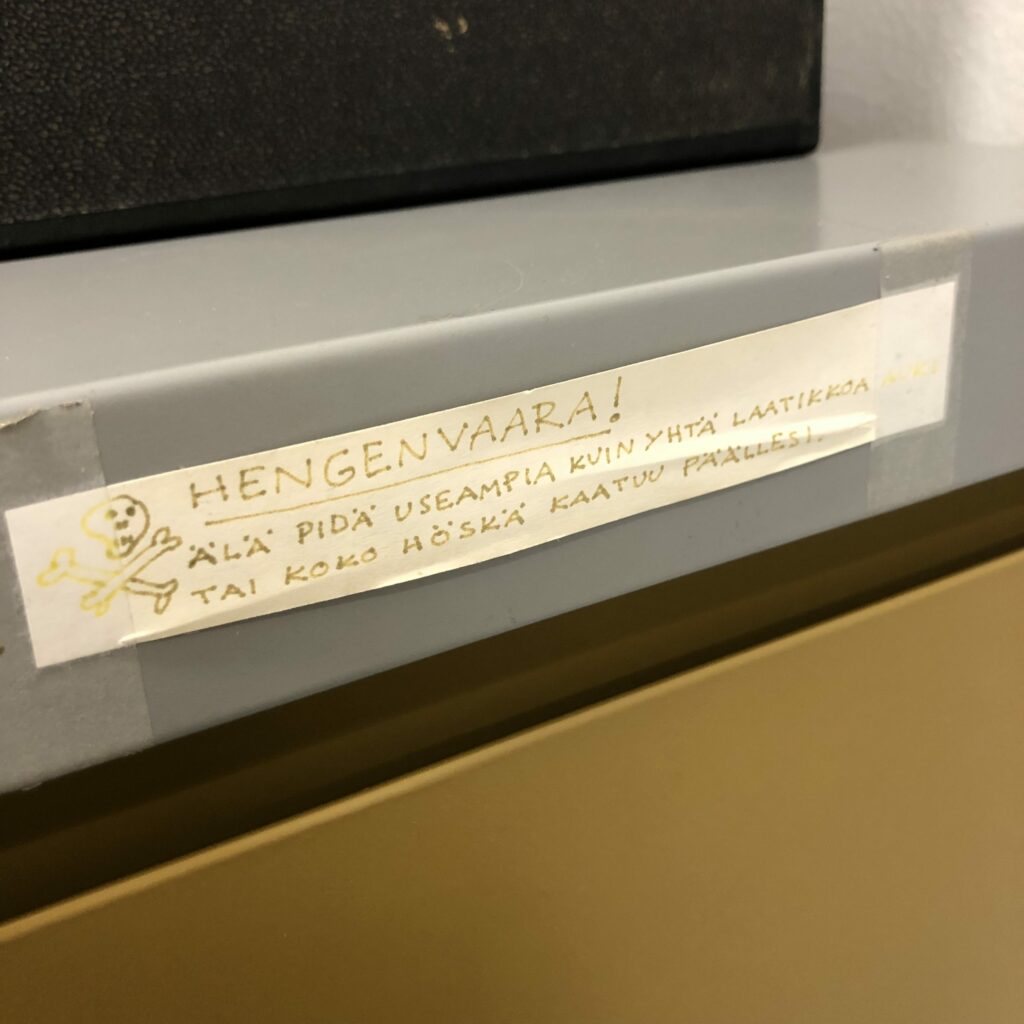 HENGENVAARA!
ÄLÄ PIDÄ USEAMPIA KUIN YHTÄ LAATIKKOA AUKI
TAI KOKO HÖSKÄ KAATUU PÄÄLLESI.